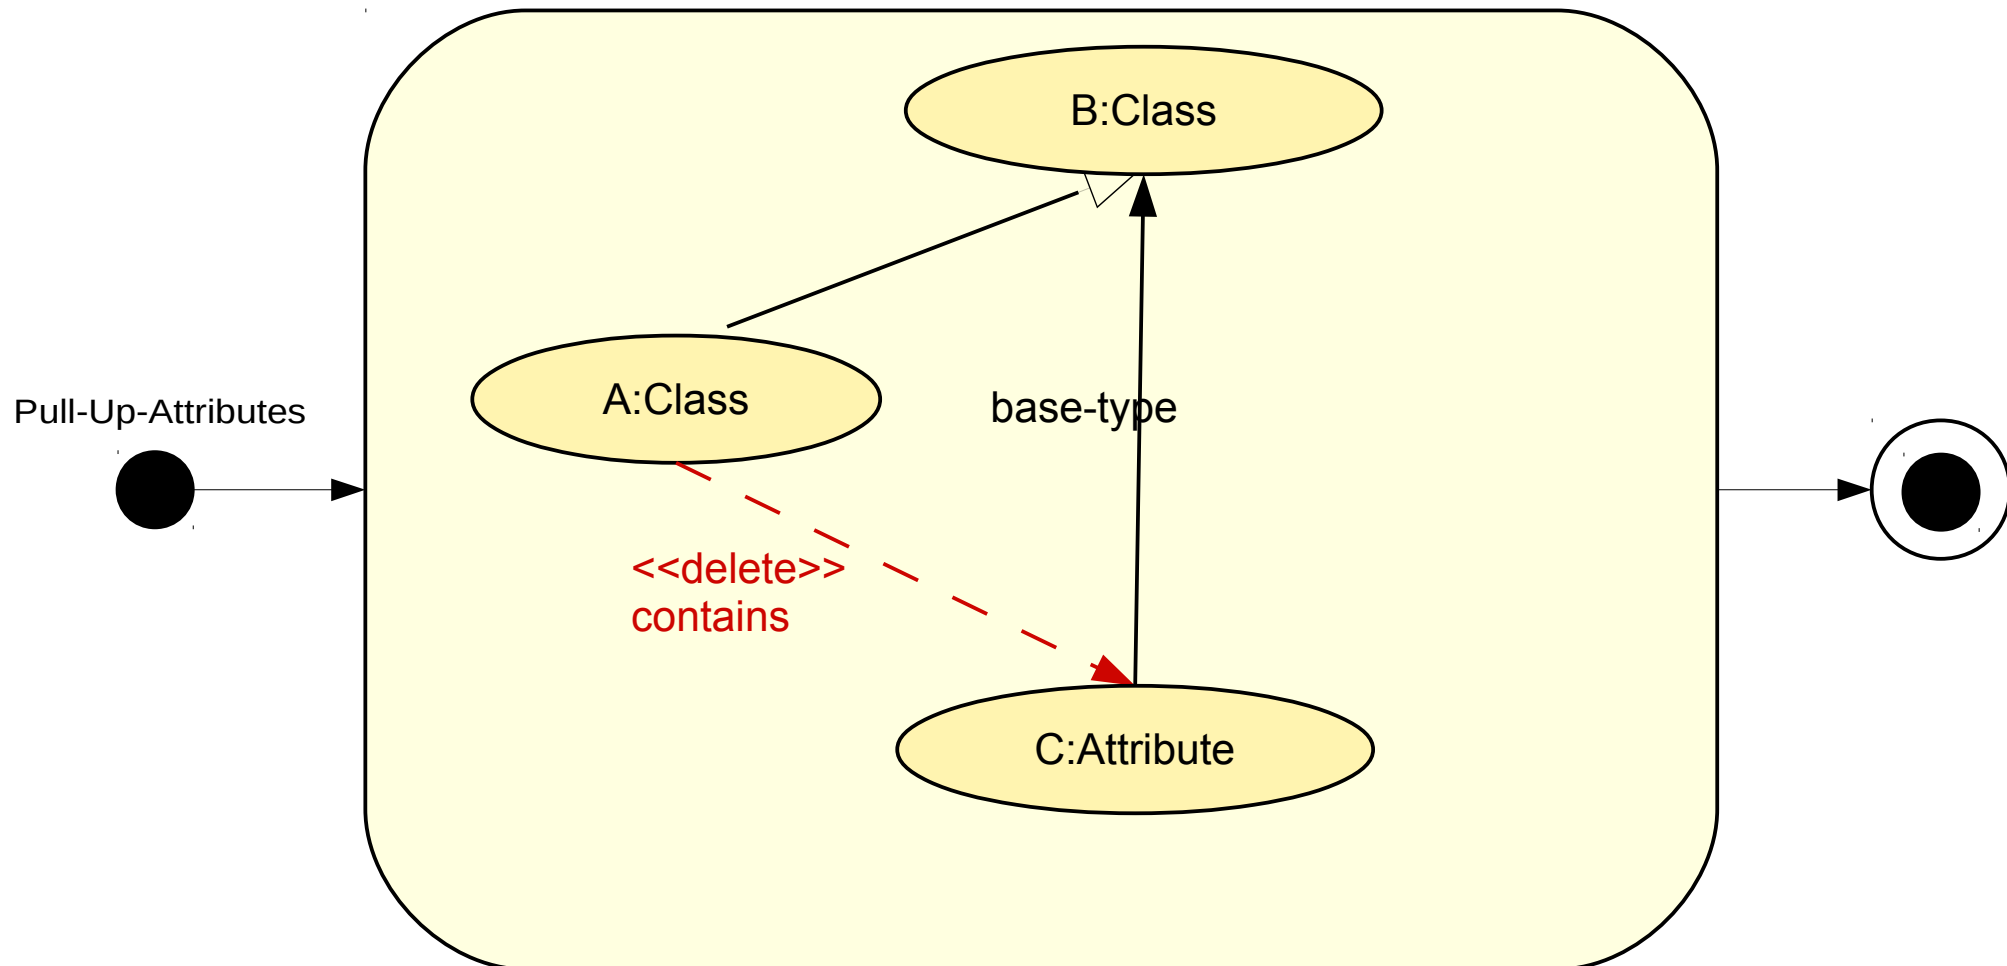 B:Class
A:Class
Pull-Up-Attributes
base-type
<<delete>>
contains
C:Attribute